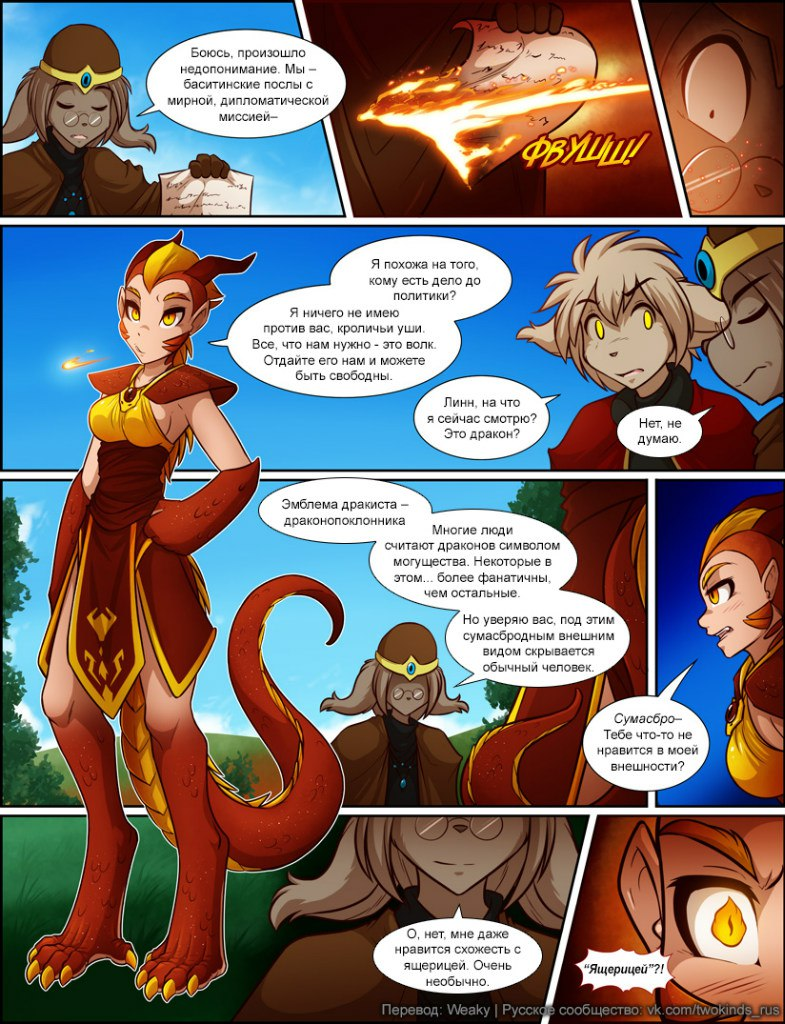 Боюсь, произошло
недопонимание. Мы –
баситинские послы с
мирной, дипломатической
миссией–
ФВУШШ!
Я похожа на того,
кому есть дело до
политики?
Я ничего не имею
против вас, кроличьи уши.
Все, что нам нужно - это волк.
Отдайте его нам и можете
быть свободны.
Линн, на что
я сейчас смотрю?
Это дракон?
Нет, не
думаю.
Эмблема дракиста –
драконопоклонника
Многие люди
считают драконов символом
могущества. Некоторые в
этом... более фанатичны,
чем остальные.
Но уверяю вас, под этим
сумасбродным внешним
видом скрывается
обычный человек.
Сумасбро–
Тебе что-то не
нравится в моей
внешности?
О, нет, мне даже
нравится схожесть с
ящерицей. Очень
необычно.
“Ящерицей”?!
Перевод: Weaky | Русское сообщество: vk.com/twokinds_rus